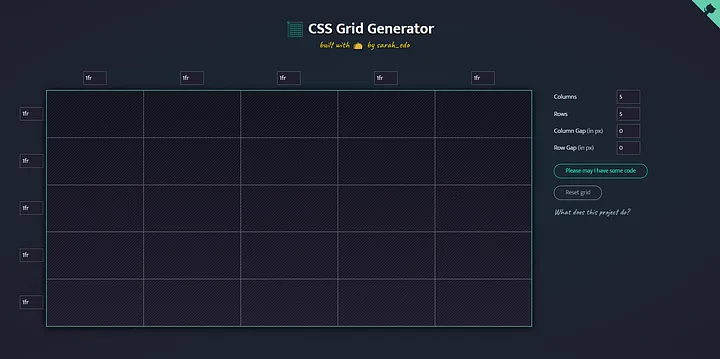 CSS Grid Generator
built with by sarah_edo
1fr 1fr 1fr 1fr 1fr
1fr
1fr
1fr
1fr
1fr
Columns 5
Rows 5
Column Gap (in px) 0
Row Gap (in px) 0
Please may I have some code
Reset grid
What does this project do?